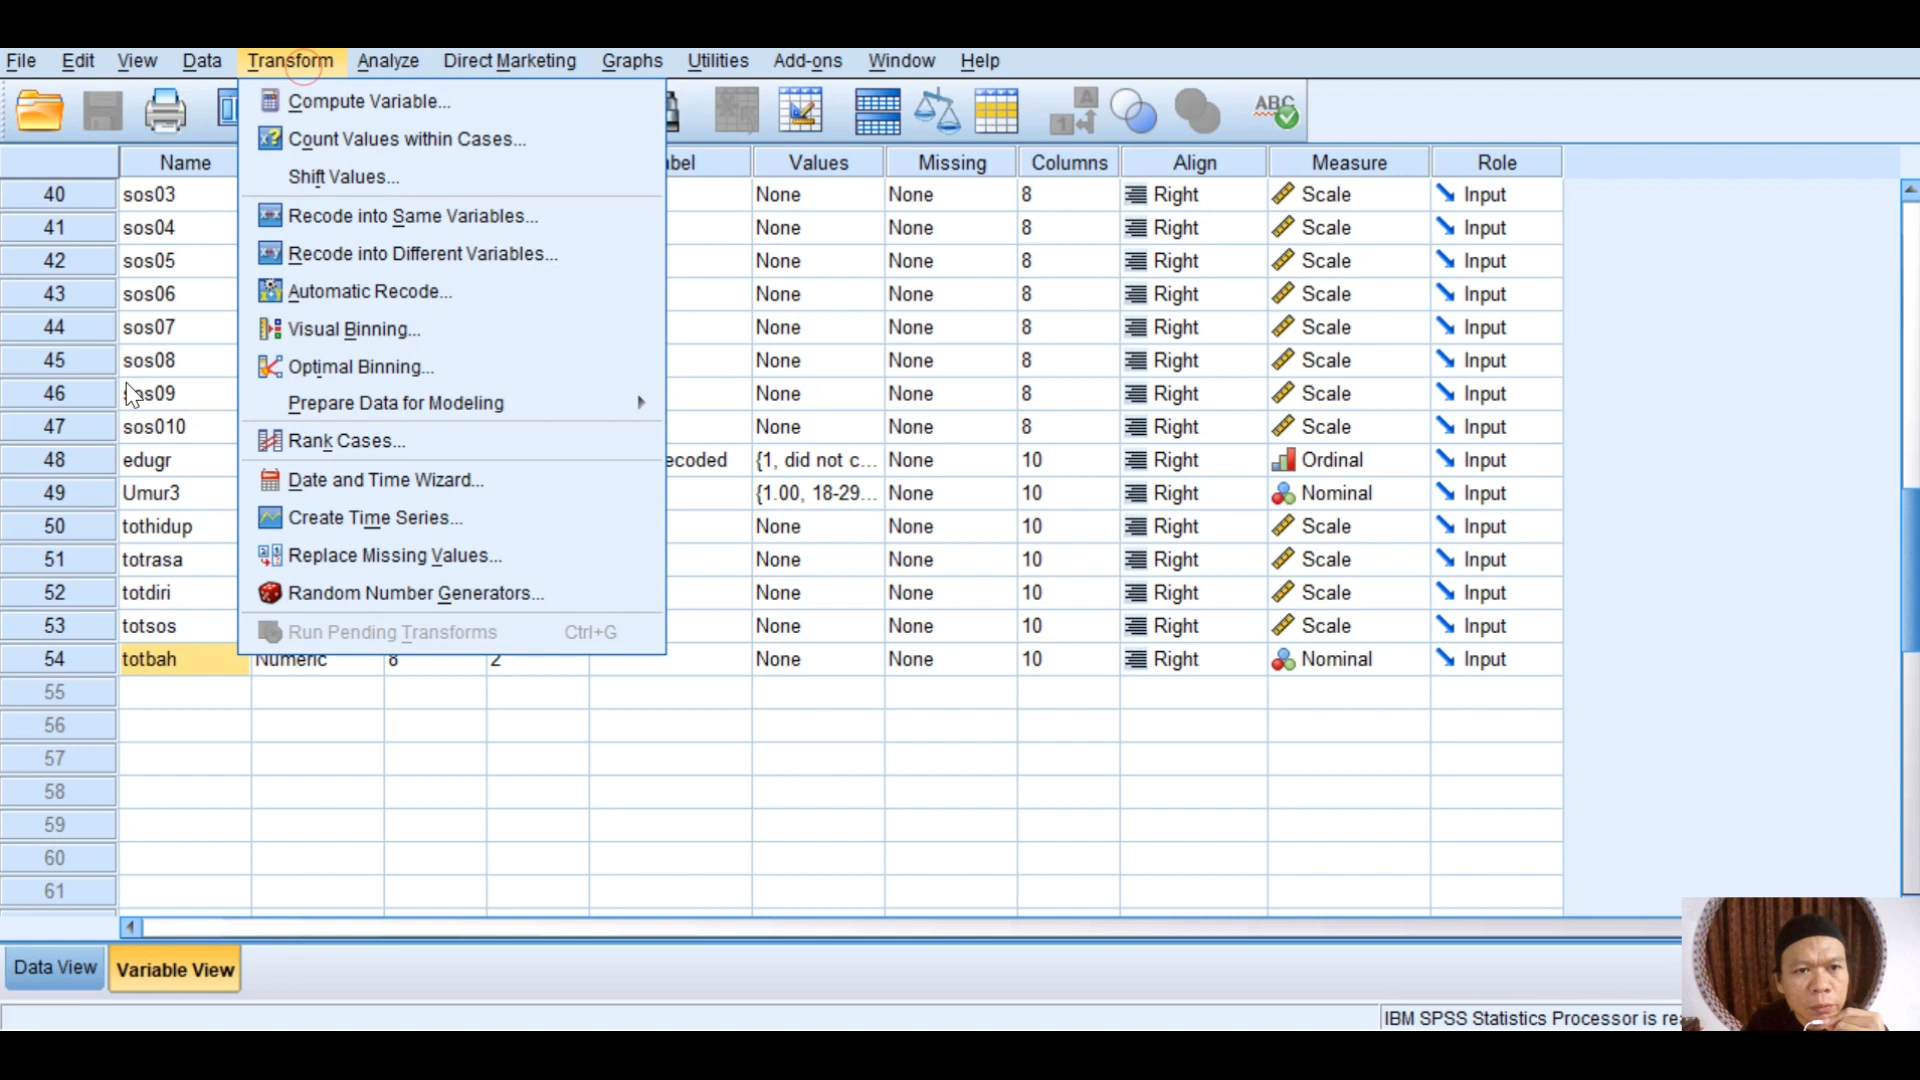 File Edit View Data Transform Analyze Direct Marketing Graphs Utilities Add-ons Window Help
Compute Variable...
Count Values within Cases...
Shift Values...
Recode into Same Variables...
Recode into Different Variables...
Automatic Recode...
Visual Binning...
Optimal Binning...
Prepare Data for Modeling
Rank Cases...
Date and Time Wizard...
Create Time Series...
Replace Missing Values...
Random Number Generators...
Run Pending Transforms Ctrl+G
A
1
ABC
Name bel Values Missing Columns Align Measure Role
40 sos03 None None 8 Right Scale Input
41 sos04 None None 8 Right Scale Input
42 sos05 None None 8 Right Scale Input
43 sos06 None None 8 Right Scale Input
44 sos07 None None 8 Right Scale Input
45 sos08 None None 8 Right Scale Input
46 sos09 None None 8 Right Scale Input
47 sos010 None None 8 Right Scale Input
48 edugr ecoded {1, did not c... None 10 Right Ordinal Input
49 Umur3 {1.00, 18-29... None 10 Right Nominal Input
50 tothidup None None 10 Right Scale Input
51 totrasa None None 10 Right Scale Input
52 totdiri None None 10 Right Scale Input
53 totsos None None 10 Right Scale Input
54 totbah Numeric 8 2 None None 10 Right Nominal Input
55
56
57
58
59
60
61
Data View Variable View
IBM SPSS Statistics Processor is rea